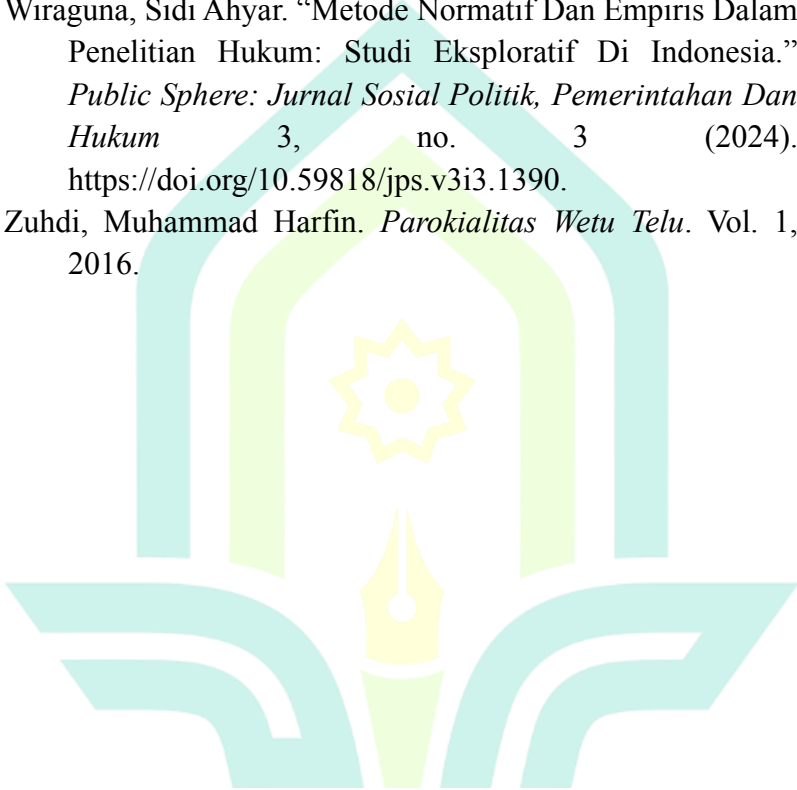 Wiraguna, Sidi Ahyar. “Metode Normatif Dan Empiris Dalam
Penelitian Hukum: Studi Eksploratif Di Indonesia.”
Public Sphere: Jurnal Sosial Politik, Pemerintahan Dan
Hukum 3, no. 3 (2024).
https://doi.org/10.59818/jps.v3i3.1390.
Zuhdi, Muhammad Harfin. Parokialitas Wetu Telu. Vol. 1,
2016.